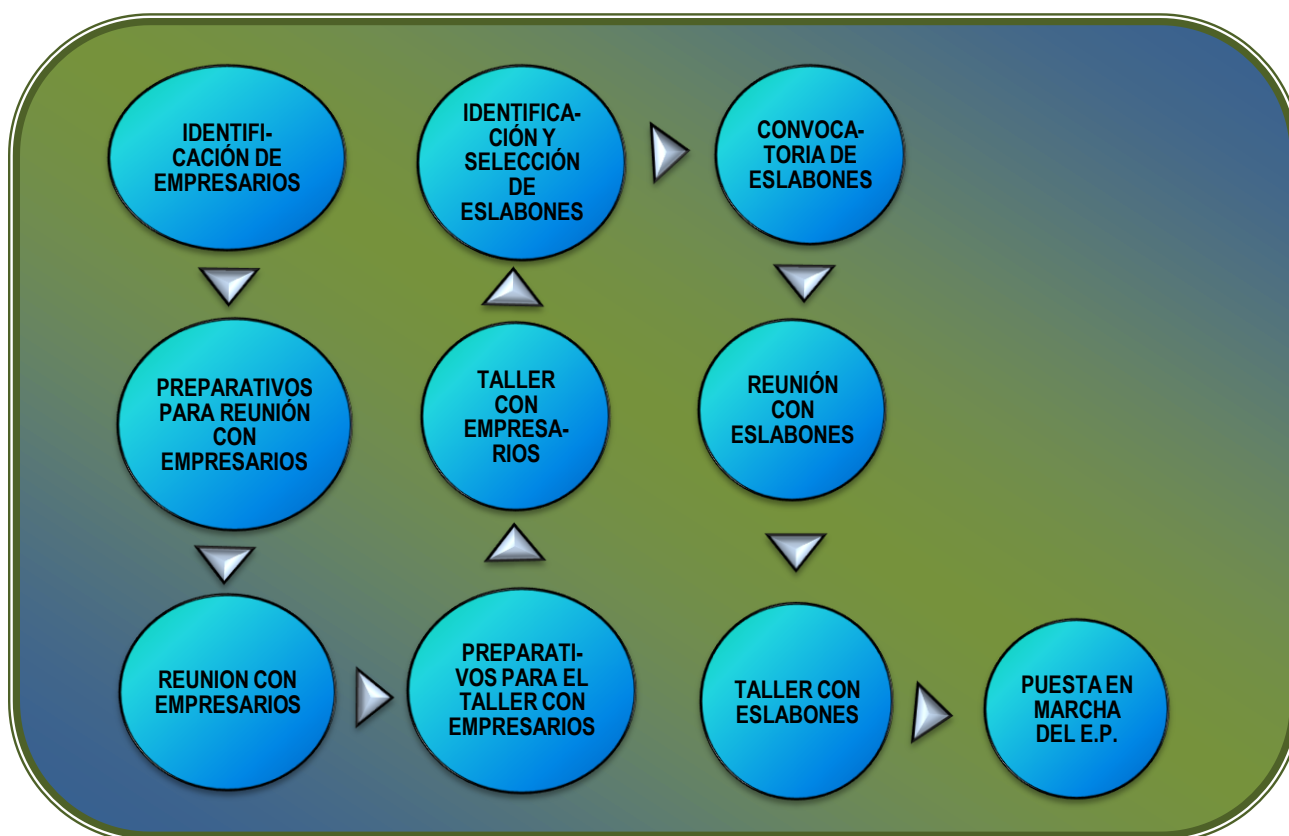 IDENTIFI-
CACIÓN DE
EMPRESARIOS
PREPARATIVOS
PARA REUNIÓN
CON
EMPRESARIOS
REUNION CON
EMPRESARIOS
PREPARATI-
VOS PARA EL
TALLER CON
EMPRESARIOS
TALLER
CON
EMPRESA-
RIOS
IDENTIFICA-
CIÓN Y
SELECCIÓN
DE
ESLABONES
CONVOCA-
TORIA DE
ESLABONES
REUNIÓN
CON
ESLABONES
TALLER CON
ESLABONES
PUESTA EN
MARCHA
DEL E.P.